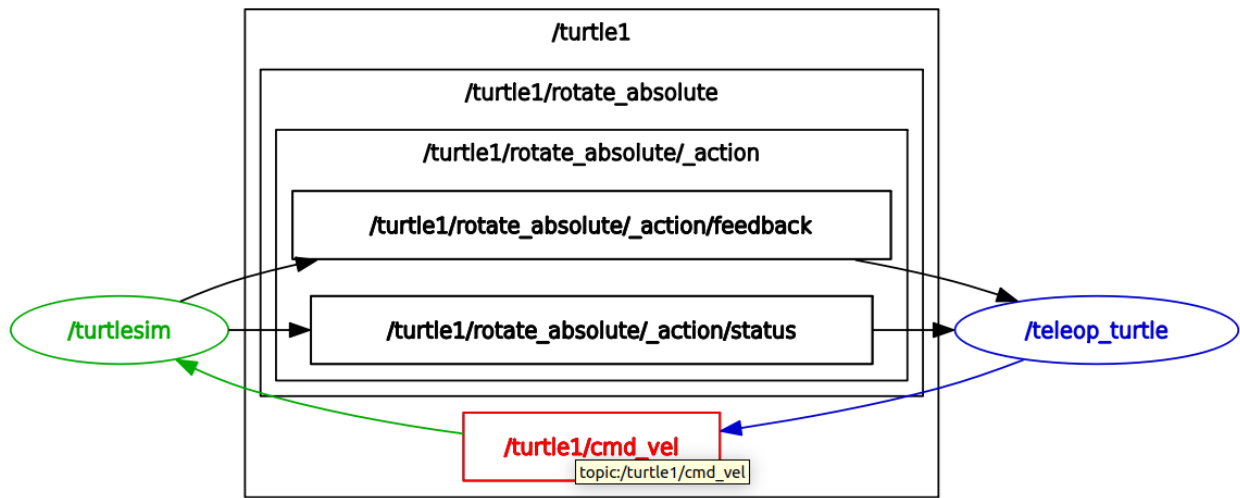 /turtle1
/turtle1/rotate_absolute
/turtle1/rotate_absolute/_action
/turtle1/rotate_absolute/_action/feedback
/turtlesim
/turtle1/rotate_absolute/_action/status
/teleop_turtle
/turtle1/cmd_vel
topic:/turtle1/cmd_vel